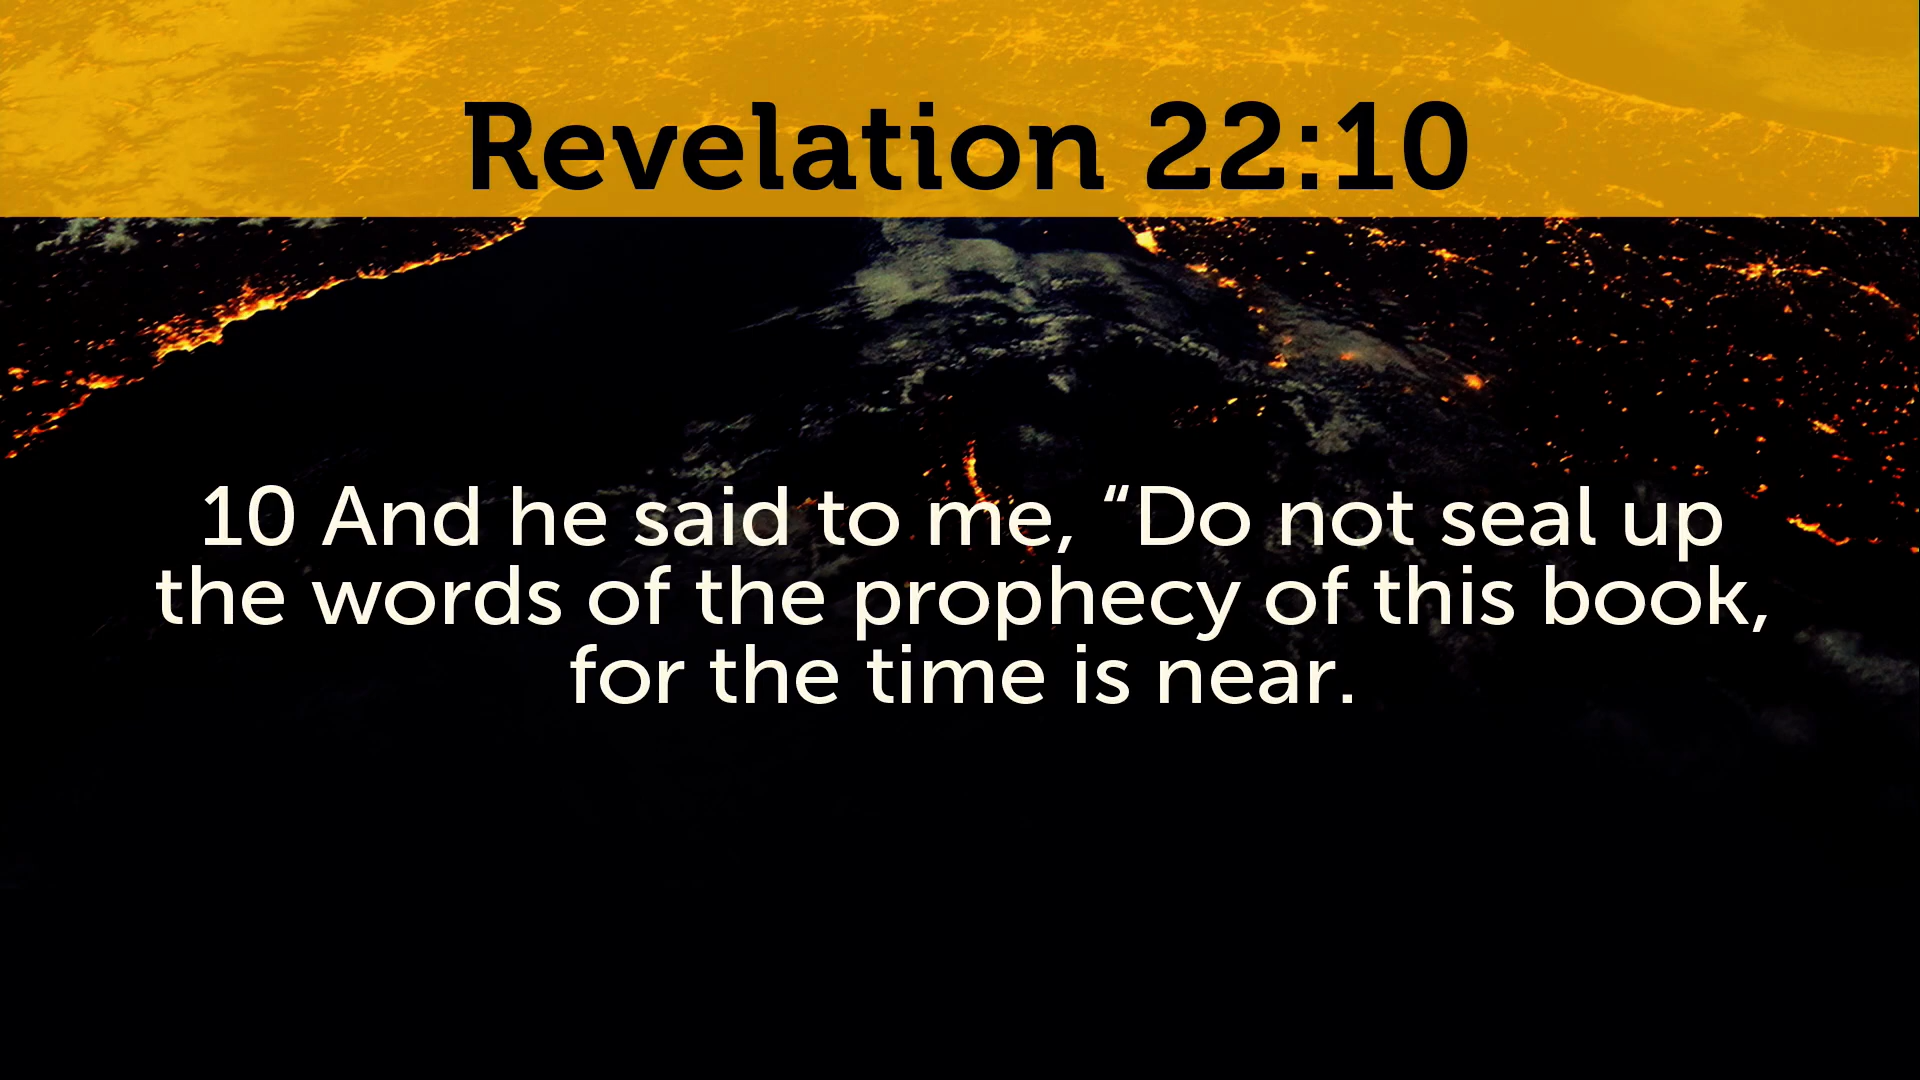 Revelation 22:10
10 And he said to me, “Do not seal up
the words of the prophecy of this book,
for the time is near.